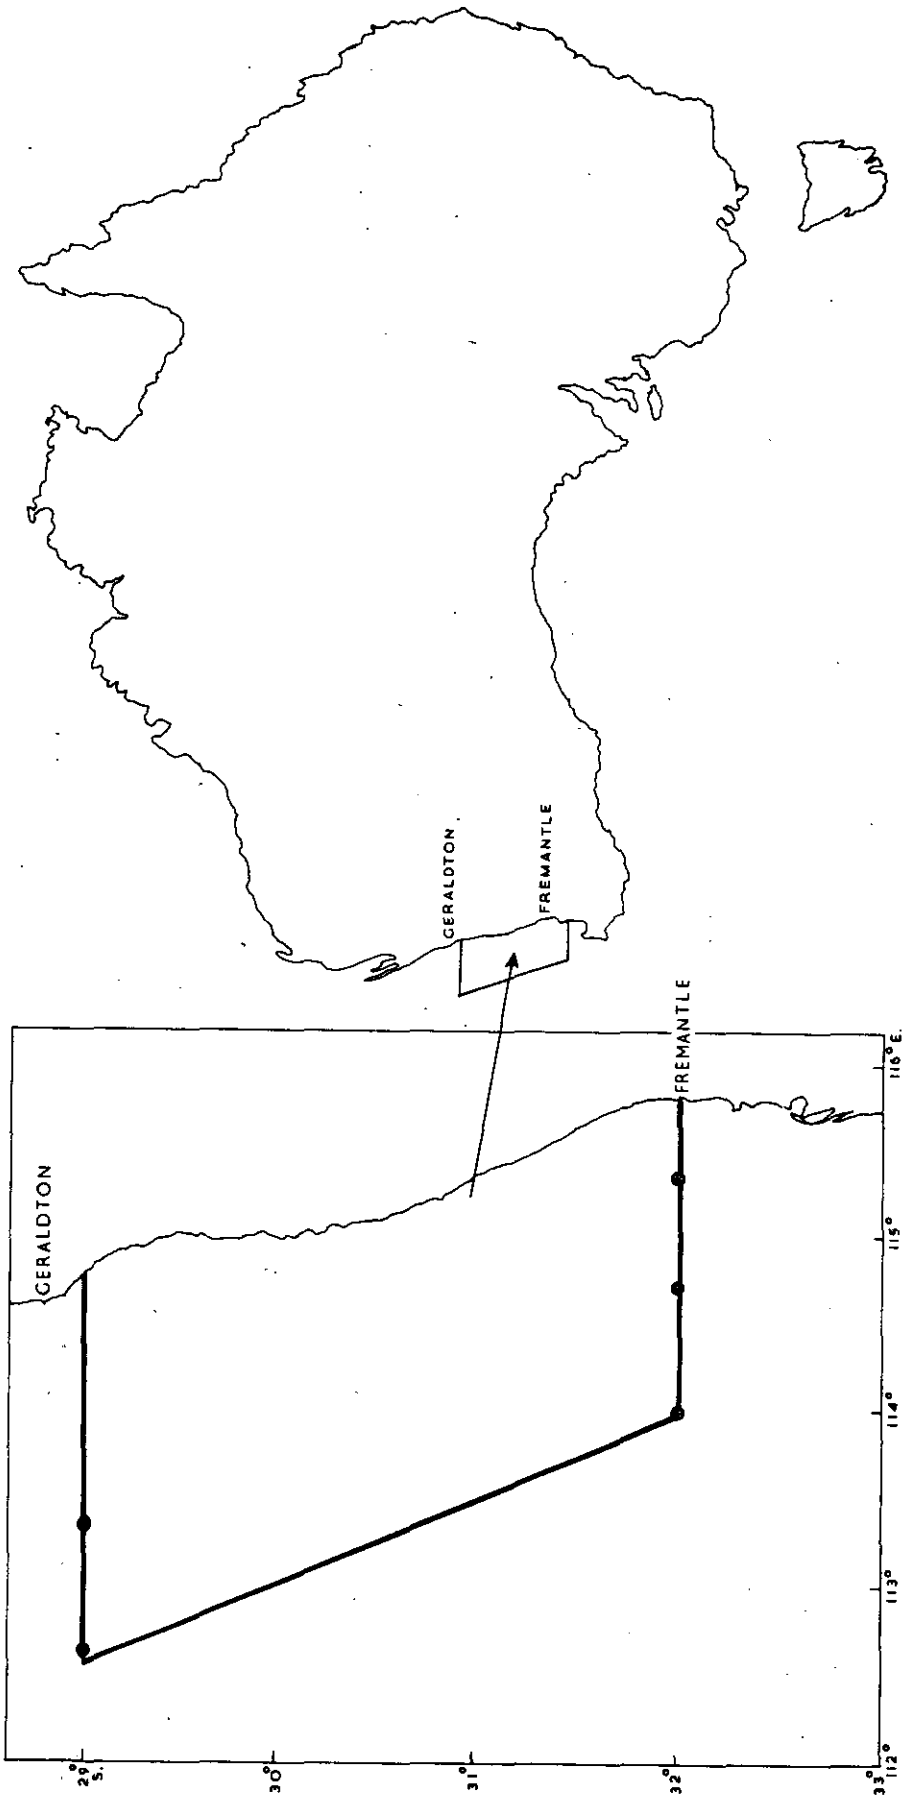 GERALDTON
FREMANTLE
GERALDTON
FREMANTLE
29° S.
30°
31°
32°
33°
112°
113°
114°
115°
116° E.